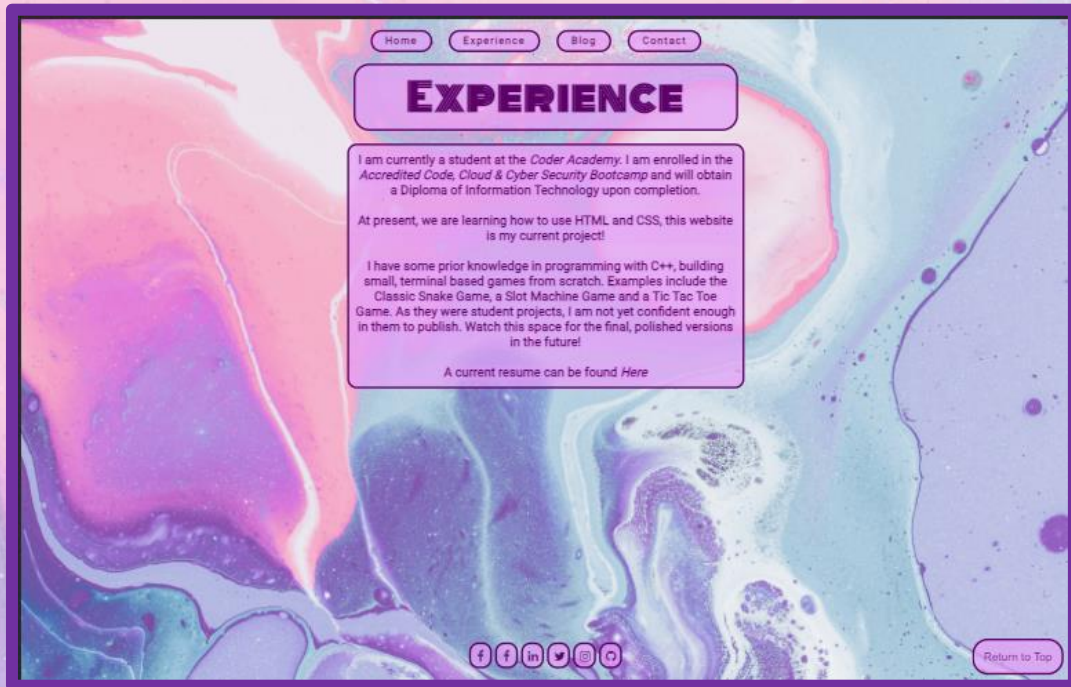 Home Experience Blog Contact
EXPERIENCE
I am currently a student at the Coder Academy. I am enrolled in the
Accredited Code, Cloud & Cyber Security Bootcamp and will obtain
a Diploma of Information Technology upon completion.
At present, we are learning how to use HTML and CSS, this website
is my current project!
I have some prior knowledge in programming with C++, building
small, terminal based games from scratch. Examples include the
Classic Snake Game, a Slot Machine Game and a Tic Tac Toe
Game. As they were student projects, I am not yet confident enough
in them to publish. Watch this space for the final, polished versions
in the future!
A current resume can be found Here
Return to Top